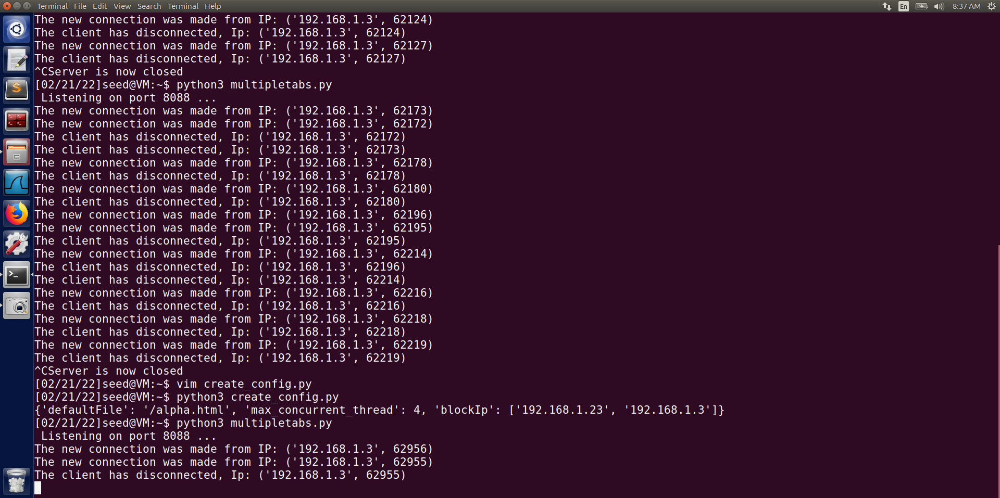 Terminal File Edit View Search Terminal Help En 8:37 AM
The new connection was made from IP: ('192.168.1.3', 62124)
The client has disconnected, Ip: ('192.168.1.3', 62124)
The new connection was made from IP: ('192.168.1.3', 62127)
The client has disconnected, Ip: ('192.168.1.3', 62127)
^CServer is now closed
[02/21/22]seed@VM:~$ python3 multipletabs.py
 Listening on port 8088 ...
The new connection was made from IP: ('192.168.1.3', 62173)
The new connection was made from IP: ('192.168.1.3', 62172)
The client has disconnected, Ip: ('192.168.1.3', 62172)
The client has disconnected, Ip: ('192.168.1.3', 62173)
The new connection was made from IP: ('192.168.1.3', 62178)
The client has disconnected, Ip: ('192.168.1.3', 62178)
The new connection was made from IP: ('192.168.1.3', 62180)
The client has disconnected, Ip: ('192.168.1.3', 62180)
The new connection was made from IP: ('192.168.1.3', 62196)
The new connection was made from IP: ('192.168.1.3', 62195)
The client has disconnected, Ip: ('192.168.1.3', 62195)
The new connection was made from IP: ('192.168.1.3', 62214)
The client has disconnected, Ip: ('192.168.1.3', 62196)
The client has disconnected, Ip: ('192.168.1.3', 62214)
The new connection was made from IP: ('192.168.1.3', 62216)
The client has disconnected, Ip: ('192.168.1.3', 62216)
The new connection was made from IP: ('192.168.1.3', 62218)
The client has disconnected, Ip: ('192.168.1.3', 62218)
The new connection was made from IP: ('192.168.1.3', 62219)
The client has disconnected, Ip: ('192.168.1.3', 62219)
^CServer is now closed
[02/21/22]seed@VM:~$ vim create_config.py
[02/21/22]seed@VM:~$ python3 create_config.py
{'defaultFile': '/alpha.html', 'max_concurrent_thread': 4, 'blockIp': ['192.168.1.23', '192.168.1.3']}
[02/21/22]seed@VM:~$ python3 multipletabs.py
 Listening on port 8088 ...
The new connection was made from IP: ('192.168.1.3', 62956)
The new connection was made from IP: ('192.168.1.3', 62955)
The client has disconnected, Ip: ('192.168.1.3', 62955)